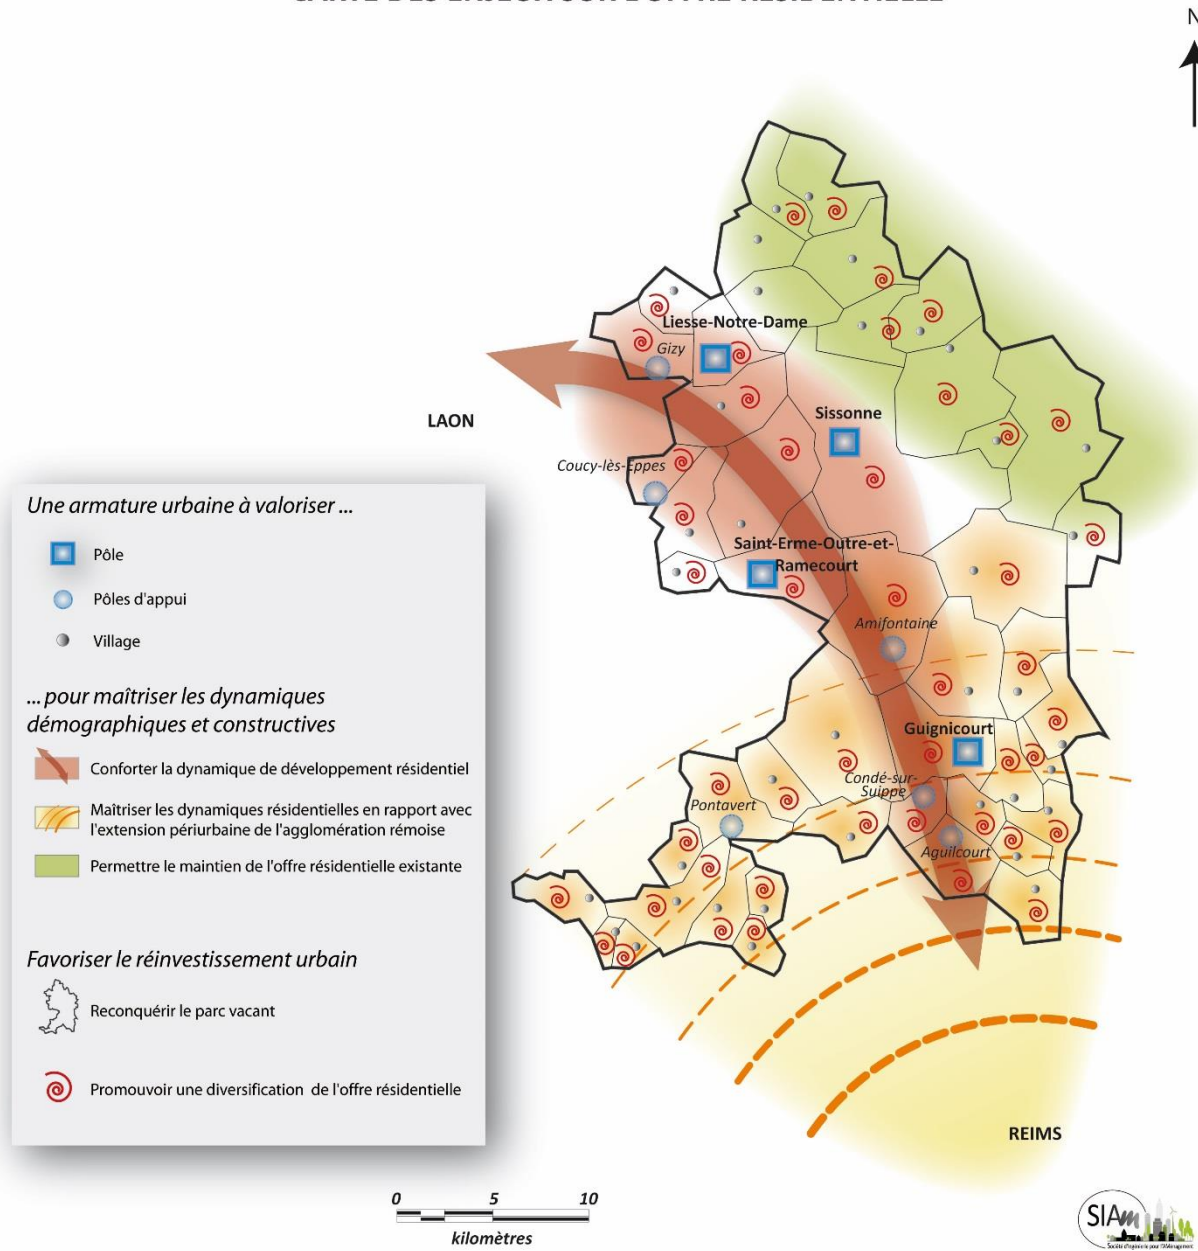 N
Liesse-Notre-Dame
Gizy
LAON
Sissonne
Coucy-lès-Eppes
Saint-Erme-Outre-et-
Ramecourt
Amifontaine
Guignicourt
Condé-sur-
Suippe
Pontavert
Aguilcourt
REIMS
Une armature urbaine à valoriser ...
Pôle
Pôles d'appui
Village
... pour maîtriser les dynamiques
démographiques et constructives
Conforter la dynamique de développement résidentiel
Maîtriser les dynamiques résidentielles en rapport avec
l'extension périurbaine de l'agglomération rémoise
Permettre le maintien de l'offre résidentielle existante
Favoriser le réinvestissement urbain
Reconquérir le parc vacant
Promouvoir une diversification de l'offre résidentielle
0 5 10
kilomètres
SIAm